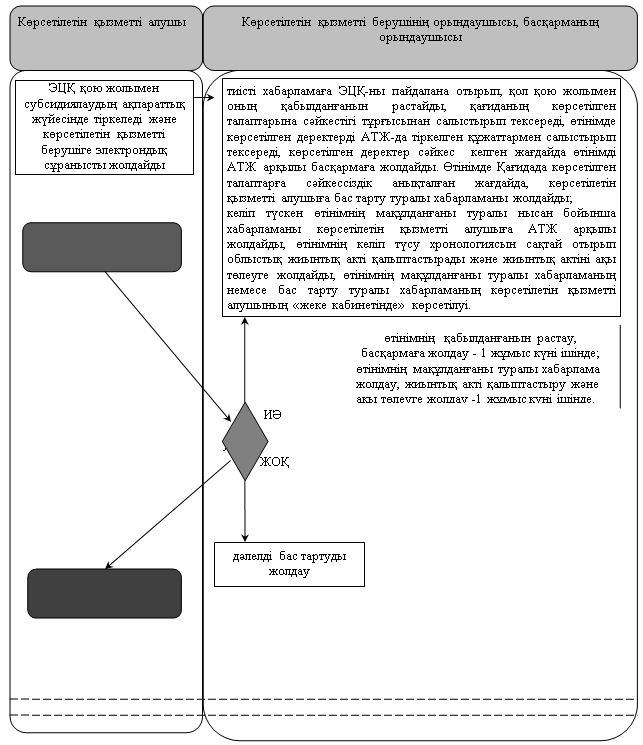 Көрсетілетін қызметті алушы
Көрсетілетін қызметті берушінің орындаушысы, басқарманың
орындаушысы
ЭЦҚ қою жолымен
субсидиялаудың ақпараттық
жүйесінде тіркеледі және
көрсетілетін қызметті
берушіге электрондық
сұранысты жолдайды
тиісті хабарламаға ЭЦҚ-ны пайдалана отырып, қол қою жолымен
оның қабылданғанын растайды, қағиданың көрсетілген
талаптарына сәйкестігі тұрғысынан салыстырып тексереді, өтінімде
көрсетілген деректерді АТЖ-да тіркелген құжаттармен салыстырып
тексереді, көрсетілген деректер сәйкес келген жағдайда өтінімді
АТЖ арқылы басқармаға жолдайды. Өтінімде Қағидада көрсетілген
талаптарға сәйкессіздік анықталған жағдайда, көрсетілетін
қызметті алушыға бас тарту туралы хабарламаны жолдайды;
келіп түскен өтінімнің мақұлданғаны туралы нысан бойынша
хабарламаны көрсетілетін қызметті алушыға АТЖ арқылы
жолдайды, өтінімнің келіп түсу хронологиясын сақтай отырып
облыстық жиынтық акті қалыптастырады және жиынтық актіні ақы
төлеуге жолдайды, өтінімнің мақұлданғаны туралы хабарламаның
немесе бас тарту туралы хабарламаның көрсетілетін қызметті
алушының «жеке кабинетінде» көрсетілуі.
өтінімнің қабылданғанын растау,
басқармаға жолдау - 1 жұмыс күні ішінде;
өтінімнің мақұлданғаны туралы хабарлама
жолдау, жиынтық акті қалыптастыру және
ақы төлеуге жолдау -1 жұмыс күні ішінде.
ИӘ
ЖОҚ
дәлелді бас тартуды
жолдау